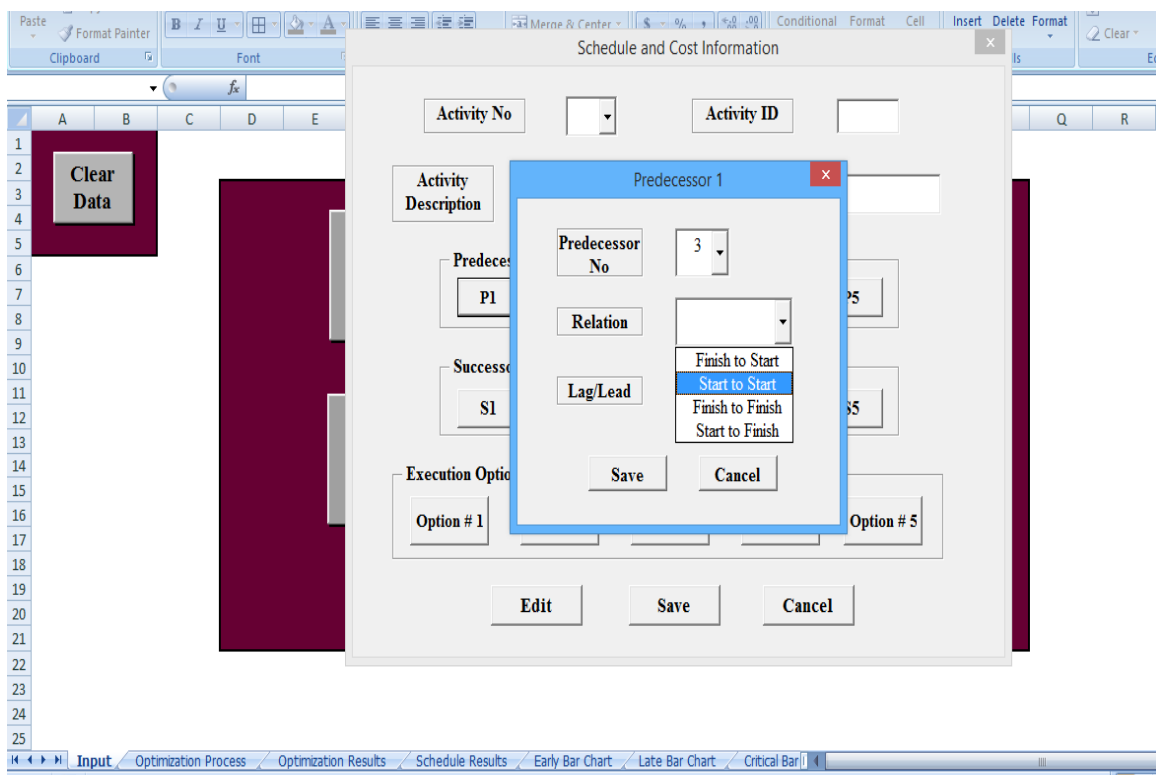 Paste
Format Painter
B I U
A
Merge & Center
$ % ,
Conditional Format Cell
Insert Delete Format
Clear
Clipboard
Font
fx
Schedule and Cost Information
x
A B C D E Q R
1
2
3
4
5
6
7
8
9
10
11
12
13
14
15
16
17
18
19
20
21
22
23
24
25
Clear
Data
Activity No
Activity ID
Activity
Description
P1
P5
S1
S5
Option # 1
Option # 5
Edit
Save
Cancel
Predecessor 1
x
Predecessor
No
3
Relation
Finish to Start
Start to Start
Finish to Finish
Start to Finish
Lag/Lead
Save
Cancel
Input
Optimization Process
Optimization Results
Schedule Results
Early Bar Chart
Late Bar Chart
Critical Bar